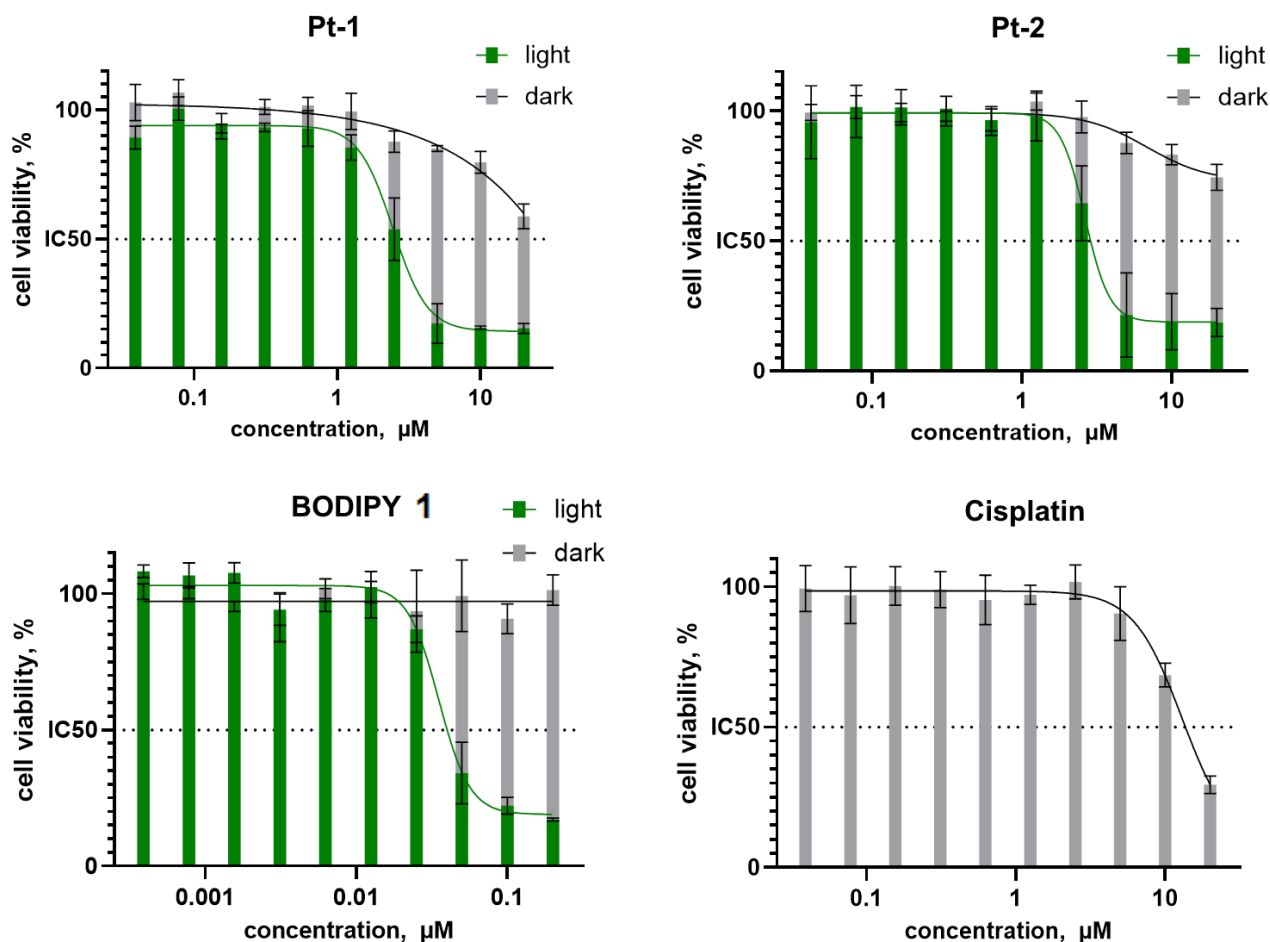 Pt-1
light
dark
cell viability, %
100
IC50
0
0.1
1
10
concentration, µM
Pt-2
light
dark
cell viability, %
100
IC50
0
0.1
1
10
concentration, µM
BODIPY 1
light
dark
cell viability, %
100
IC50
0
0.001
0.01
0.1
concentration, µM
Cisplatin
cell viability, %
100
IC50
0
0.1
1
10
concentration, µM